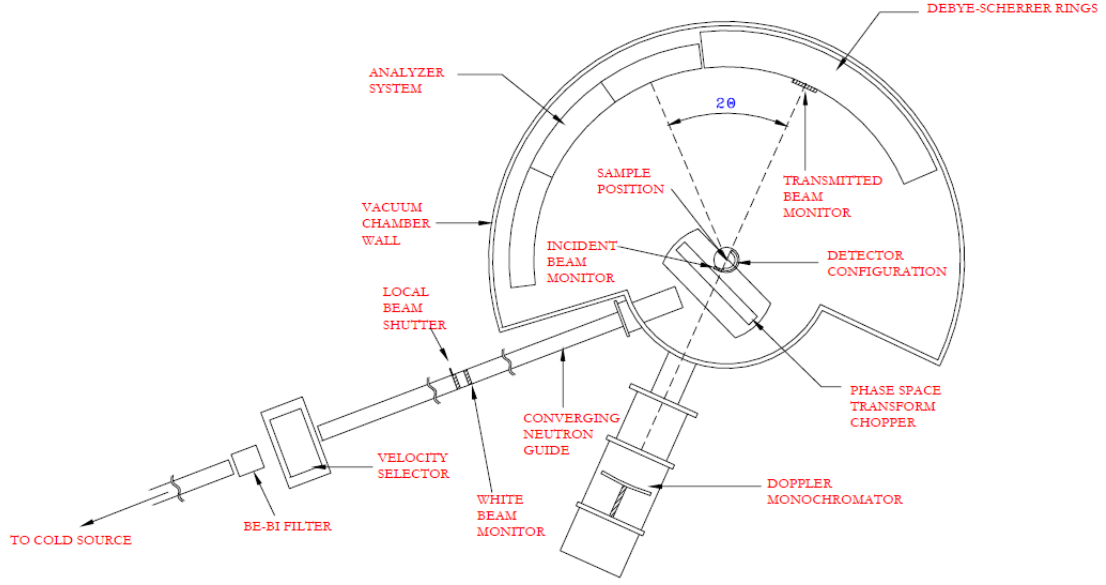 DEBYE-SCHERRER RINGS
ANALYZER
SYSTEM
2θ
SAMPLE
POSITION
TRANSMITTED
BEAM
MONITOR
VACUUM
CHAMBER
WALL
INCIDENT
BEAM
MONITOR
DETECTOR
CONFIGURATION
LOCAL
BEAM
SHUTTER
PHASE SPACE
TRANSFORM
CHOPPER
CONVERGING
NEUTRON
GUIDE
VELOCITY
SELECTOR
DOPPLER
MONOCHROMATOR
WHITE
BEAM
MONITOR
BE-BI FILTER
TO COLD SOURCE